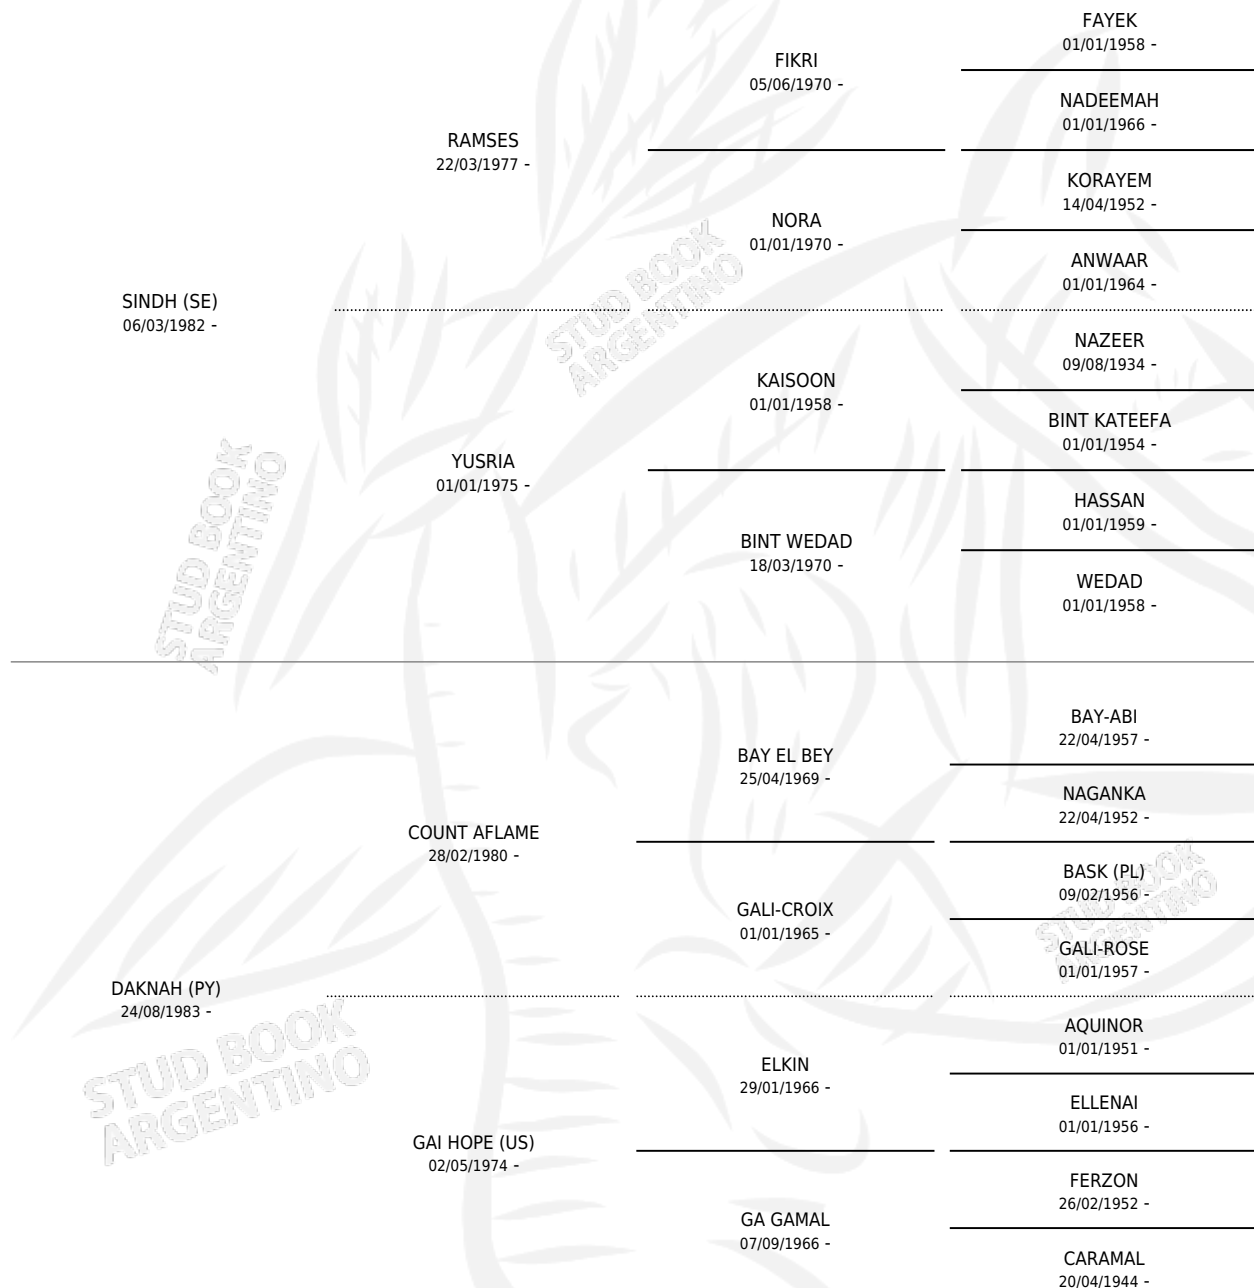 FAYEK
01/01/1958 -
FIKRI
05/06/1970 -
NADEEMAH
01/01/1966 -
RAMSES
22/03/1977 -
KORAYEM
14/04/1952 -
NORA
01/01/1970 -
ANWAAR
01/01/1964 -
SINDH (SE)
06/03/1982 -
NAZEER
09/08/1934 -
KAISOON
01/01/1958 -
BINT KATEEFA
01/01/1954 -
YUSRIA
01/01/1975 -
HASSAN
01/01/1959 -
BINT WEDAD
18/03/1970 -
WEDAD
01/01/1958 -
BAY-ABI
22/04/1957 -
BAY EL BEY
25/04/1969 -
NAGANKA
22/04/1952 -
COUNT AFLAME
28/02/1980 -
BASK (PL)
09/02/1956 -
GALI-CROIX
01/01/1965 -
GALI-ROSE
01/01/1957 -
DAKNAH (PY)
24/08/1983 -
AQUINOR
01/01/1951 -
ELKIN
29/01/1966 -
ELLENAI
01/01/1956 -
GAI HOPE (US)
02/05/1974 -
FERZON
26/02/1952 -
GA GAMAL
07/09/1966 -
CARAMAL
20/04/1944 -
STUD BOOK
ARGENTINO
STUD BOOK
ARGENTINO
STUD BOOK
ARGENTINO
STUD BOOK
ARGENTINO